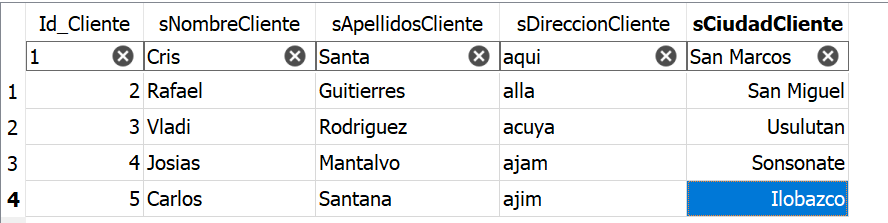 Id_Cliente sNombreCliente sApellidosCliente sDireccionCliente sCiudadCliente
1 Cris Santa aqui San Marcos
1 2 Rafael Guitierres alla San Miguel
2 3 Vladi Rodriguez acuya Usulutan
3 4 Josias Mantalvo ajam Sonsonate
4 5 Carlos Santana ajim Ilobazco